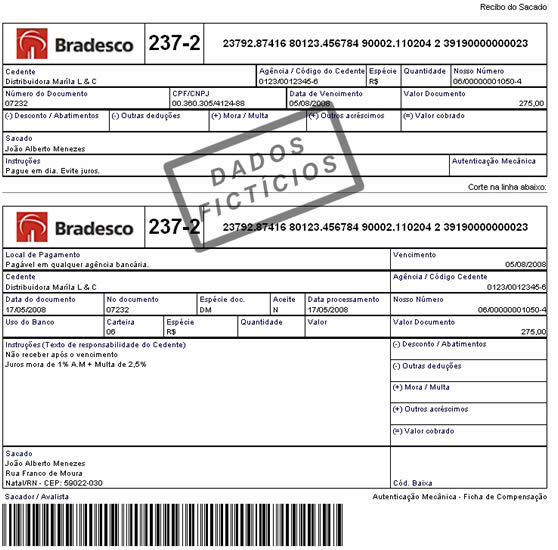 Recibo do Sacado
Bradesco 237-2 23792.87416 80123.456784 90002.110204 2 39190000000023
Cedente Agência / Código do Cedente Espécie Quantidade Nosso Número
Distribuidora Maríla L & C 0123/0012345-6 R$ 06/00000001050-4
Número do Documento CPF/CNPJ Data de Vencimento Valor Documento
07232 00.360.305/4124-88 05/08/2008 275,00
(-) Desconto / Abatimentos (-) Outras deduções (+) Mora / Multa (+) Outros acréscimos (=) Valor cobrado
Sacado
João Alberto Menezes
Instruções Autenticação Mecânica
Pague em dia. Evite juros.
DADOS
FICTÍCIOS
Corte na linha abaixo:
Bradesco 237-2 23792.87416 80123.456784 90002.110204 2 39190000000023
Local de Pagamento Vencimento
Pagável em qualquer agência bancária. 05/08/2008
Cedente Agência / Código Cedente
Distribuidora Maríla L & C 0123/0012345-6
Data do documento No documento Espécie doc. Aceite Data processamento Nosso Número
17/05/2008 07232 DM N 17/05/2008 06/00000001050-4
Uso do Banco Carteira Espécie Quantidade Valor Valor Documento
06 R$ 275,00
Instruções (Texto de responsabilidade do Cedente) (-) Desconto / Abatimentos
Não receber após o vencimento
Juros mora de 1% A.M + Multa de 2,5%
(-) Outras deduções
(+) Mora / Multa
(+) Outros acréscimos
(=) Valor cobrado
Sacado
João Alberto Menezes
Rua Franco de Moura
Natal/RN - CEP: 59022-030 Cód. Baixa
Sacador / Avalista Autenticação Mecânica - Ficha de Compensação